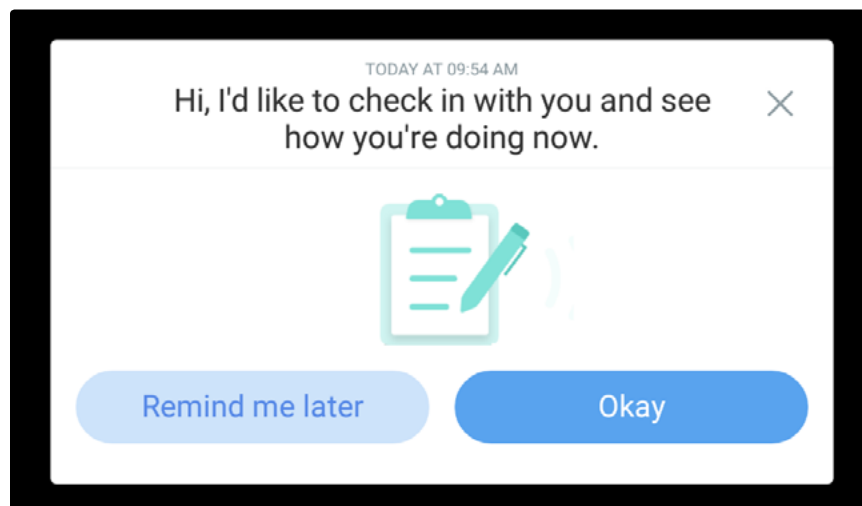 TODAY AT 09:54 AM
Hi, I'd like to check in with you and see
how you're doing now.
Remind me later
Okay